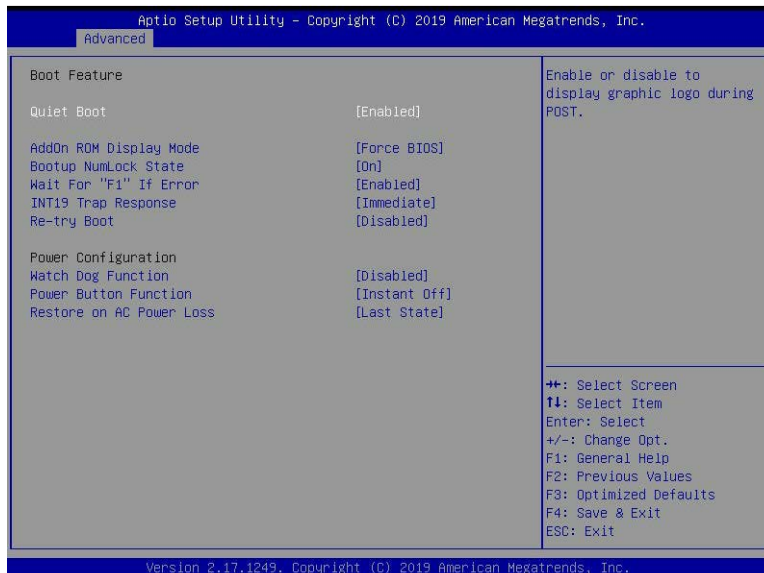 Aptio Setup Utility – Copyright (C) 2019 American Megatrends, Inc.
Advanced
Boot Feature
Quiet Boot [Enabled]
AddOn ROM Display Mode [Force BIOS]
Bootup NumLock State [On]
Wait For "F1" If Error [Enabled]
INT19 Trap Response [Immediate]
Re-try Boot [Disabled]
Power Configuration
Watch Dog Function [Disabled]
Power Button Function [Instant Off]
Restore on AC Power Loss [Last State]
Enable or disable to
display graphic logo during
POST.
→←: Select Screen
↑↓: Select Item
Enter: Select
+/-: Change Opt.
F1: General Help
F2: Previous Values
F3: Optimized Defaults
F4: Save & Exit
ESC: Exit
Version 2.17.1249. Copyright (C) 2019 American Megatrends, Inc.